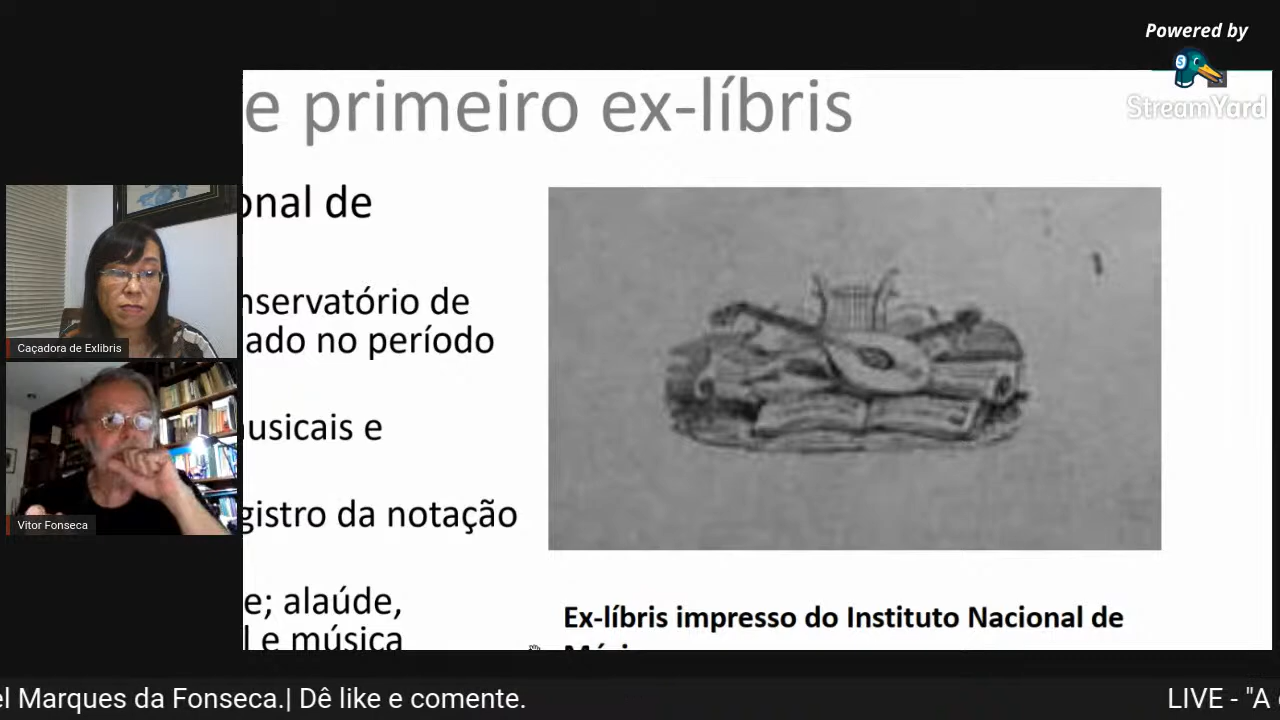 Powered by
StreamYard
e primeiro ex-líbris
onal de
nservatório de
ado no período
usicais e
gistro da notação
e; alaúde,
l e música
Ex-líbris impresso do Instituto Nacional de
Caçadora de Exlibris
Vitor Fonseca
el Marques da Fonseca.| Dê like e comente.
LIVE - "A